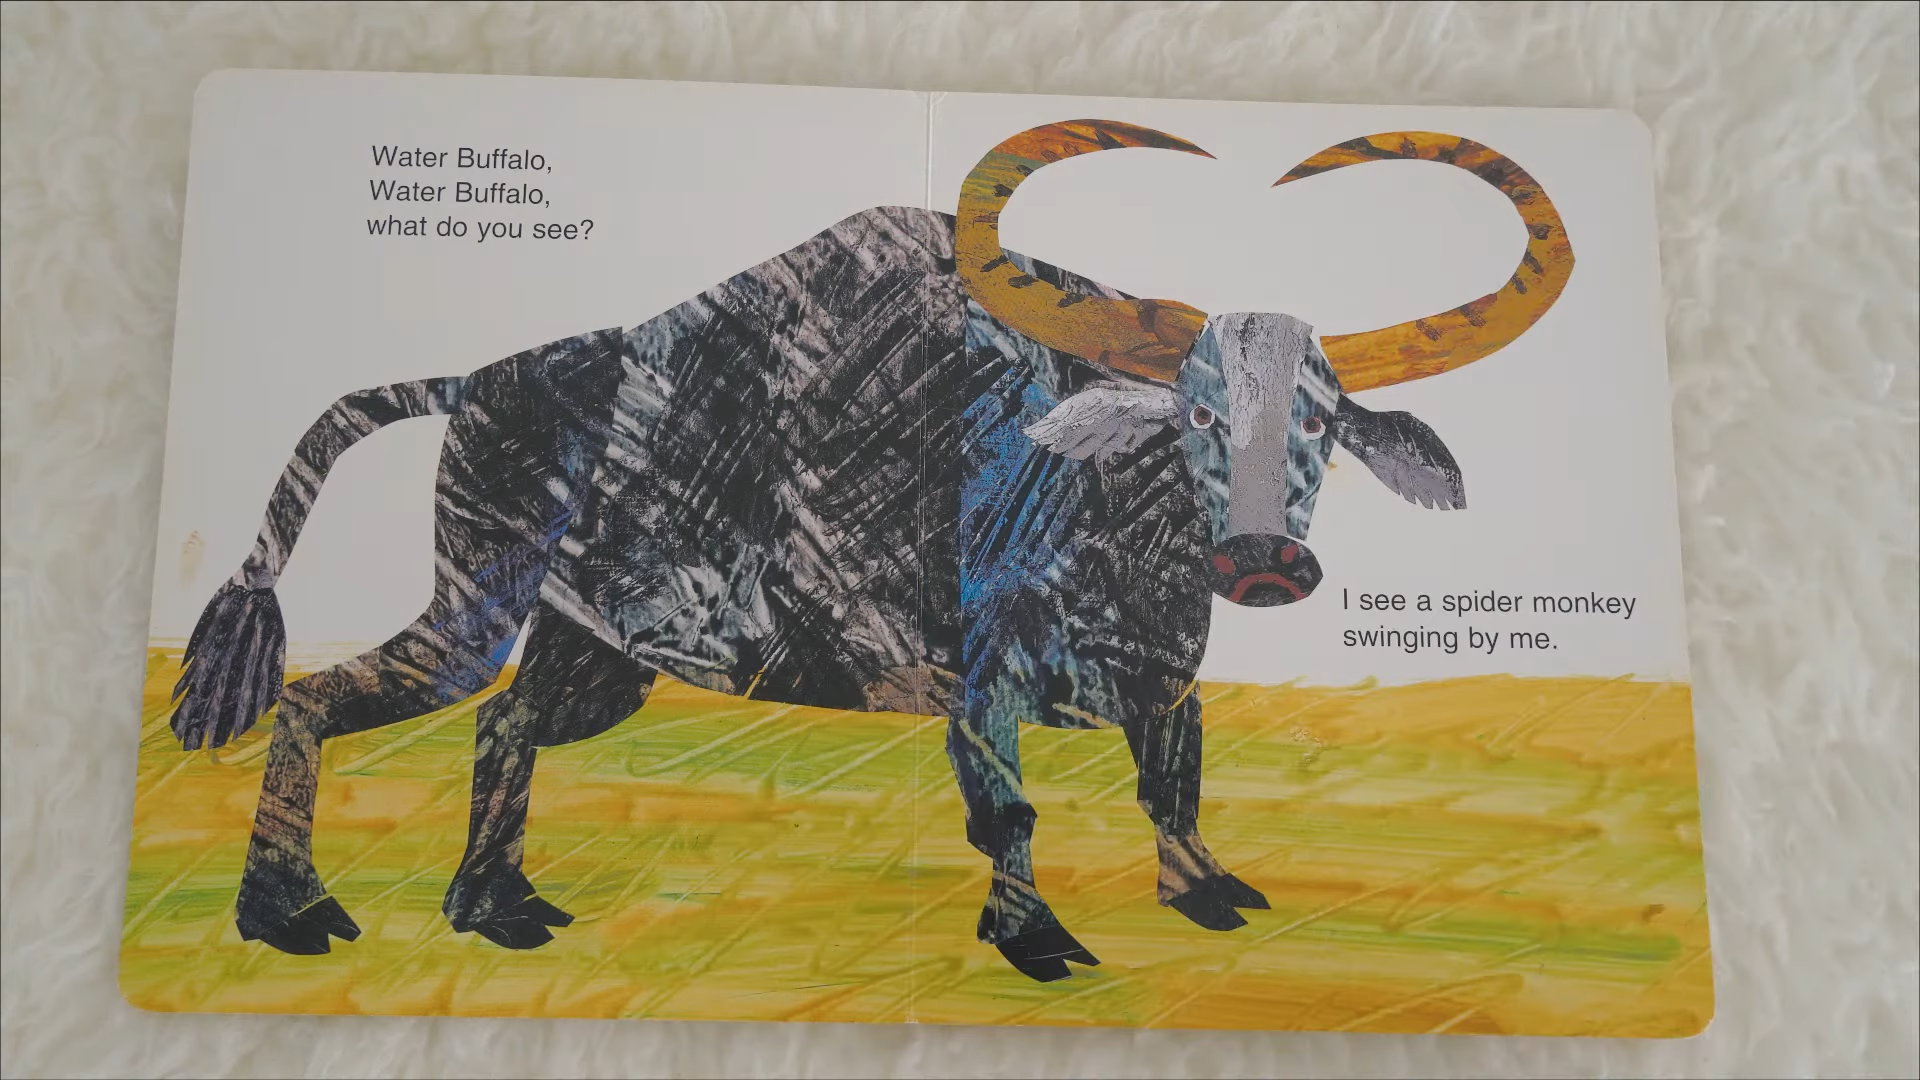 Water Buffalo,
Water Buffalo,
what do you see?
I see a spider monkey
swinging by me.